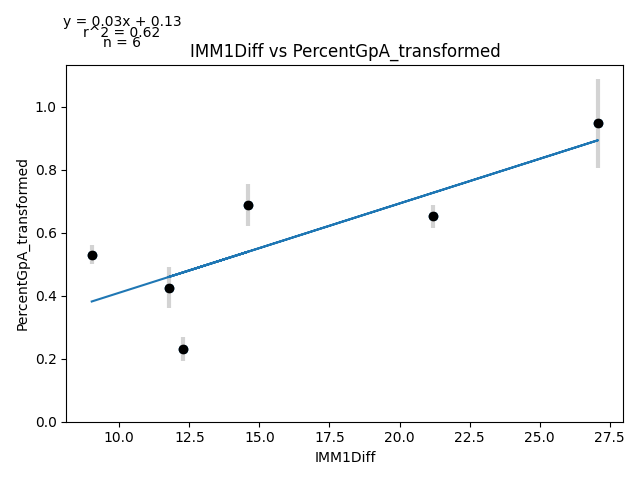 y = 0.03x + 0.13
r^2 = 0.62
n = 6
IMM1Diff vs PercentGpA_transformed
PercentGpA_transformed
1.0
0.8
0.6
0.4
0.2
0.0
10.0 12.5 15.0 17.5 20.0 22.5 25.0 27.5
IMM1Diff